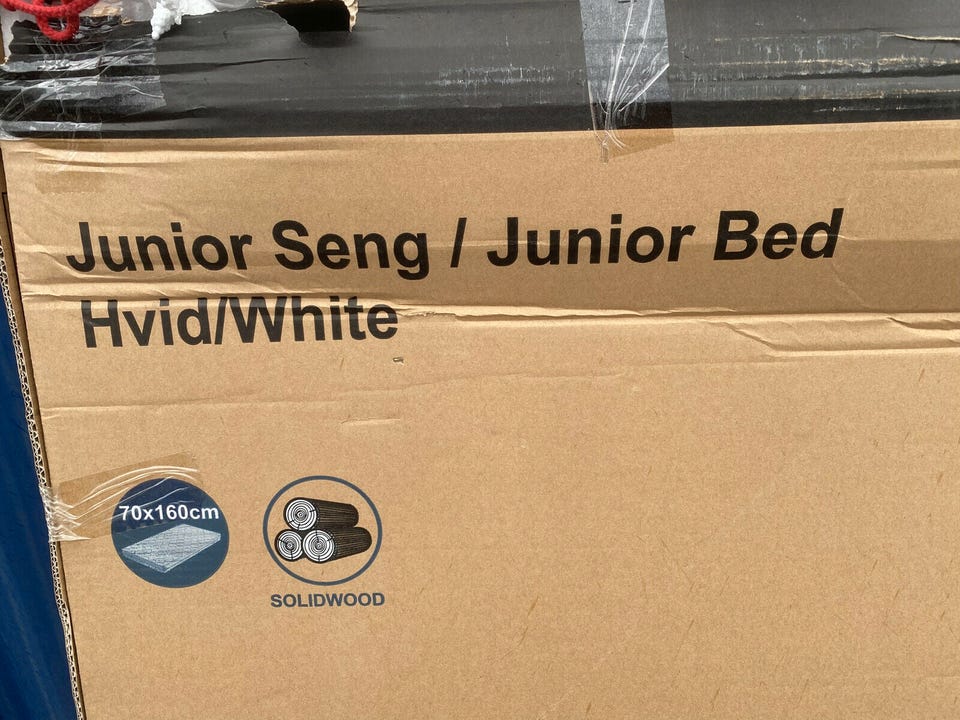 Junior Seng / Junior Bed
Hvid/White
70x160cm
SOLIDWOOD